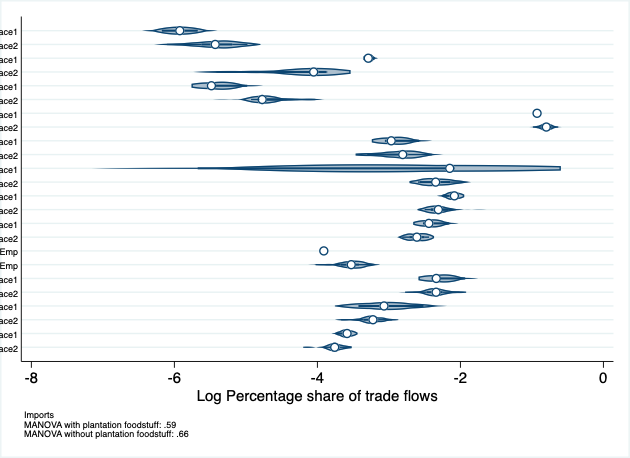 ace1
ace2
ace1
ace2
ace1
ace2
ace1
ace2
ace1
ace2
ace1
ace2
ace1
ace2
ace1
ace2
Emp
Emp
ace1
ace2
ace1
ace2
ace1
ace2
-8 -6 -4 -2 0
Log Percentage share of trade flows
Imports
MANOVA with plantation foodstuff: .59
MANOVA without plantation foodstuff: .66